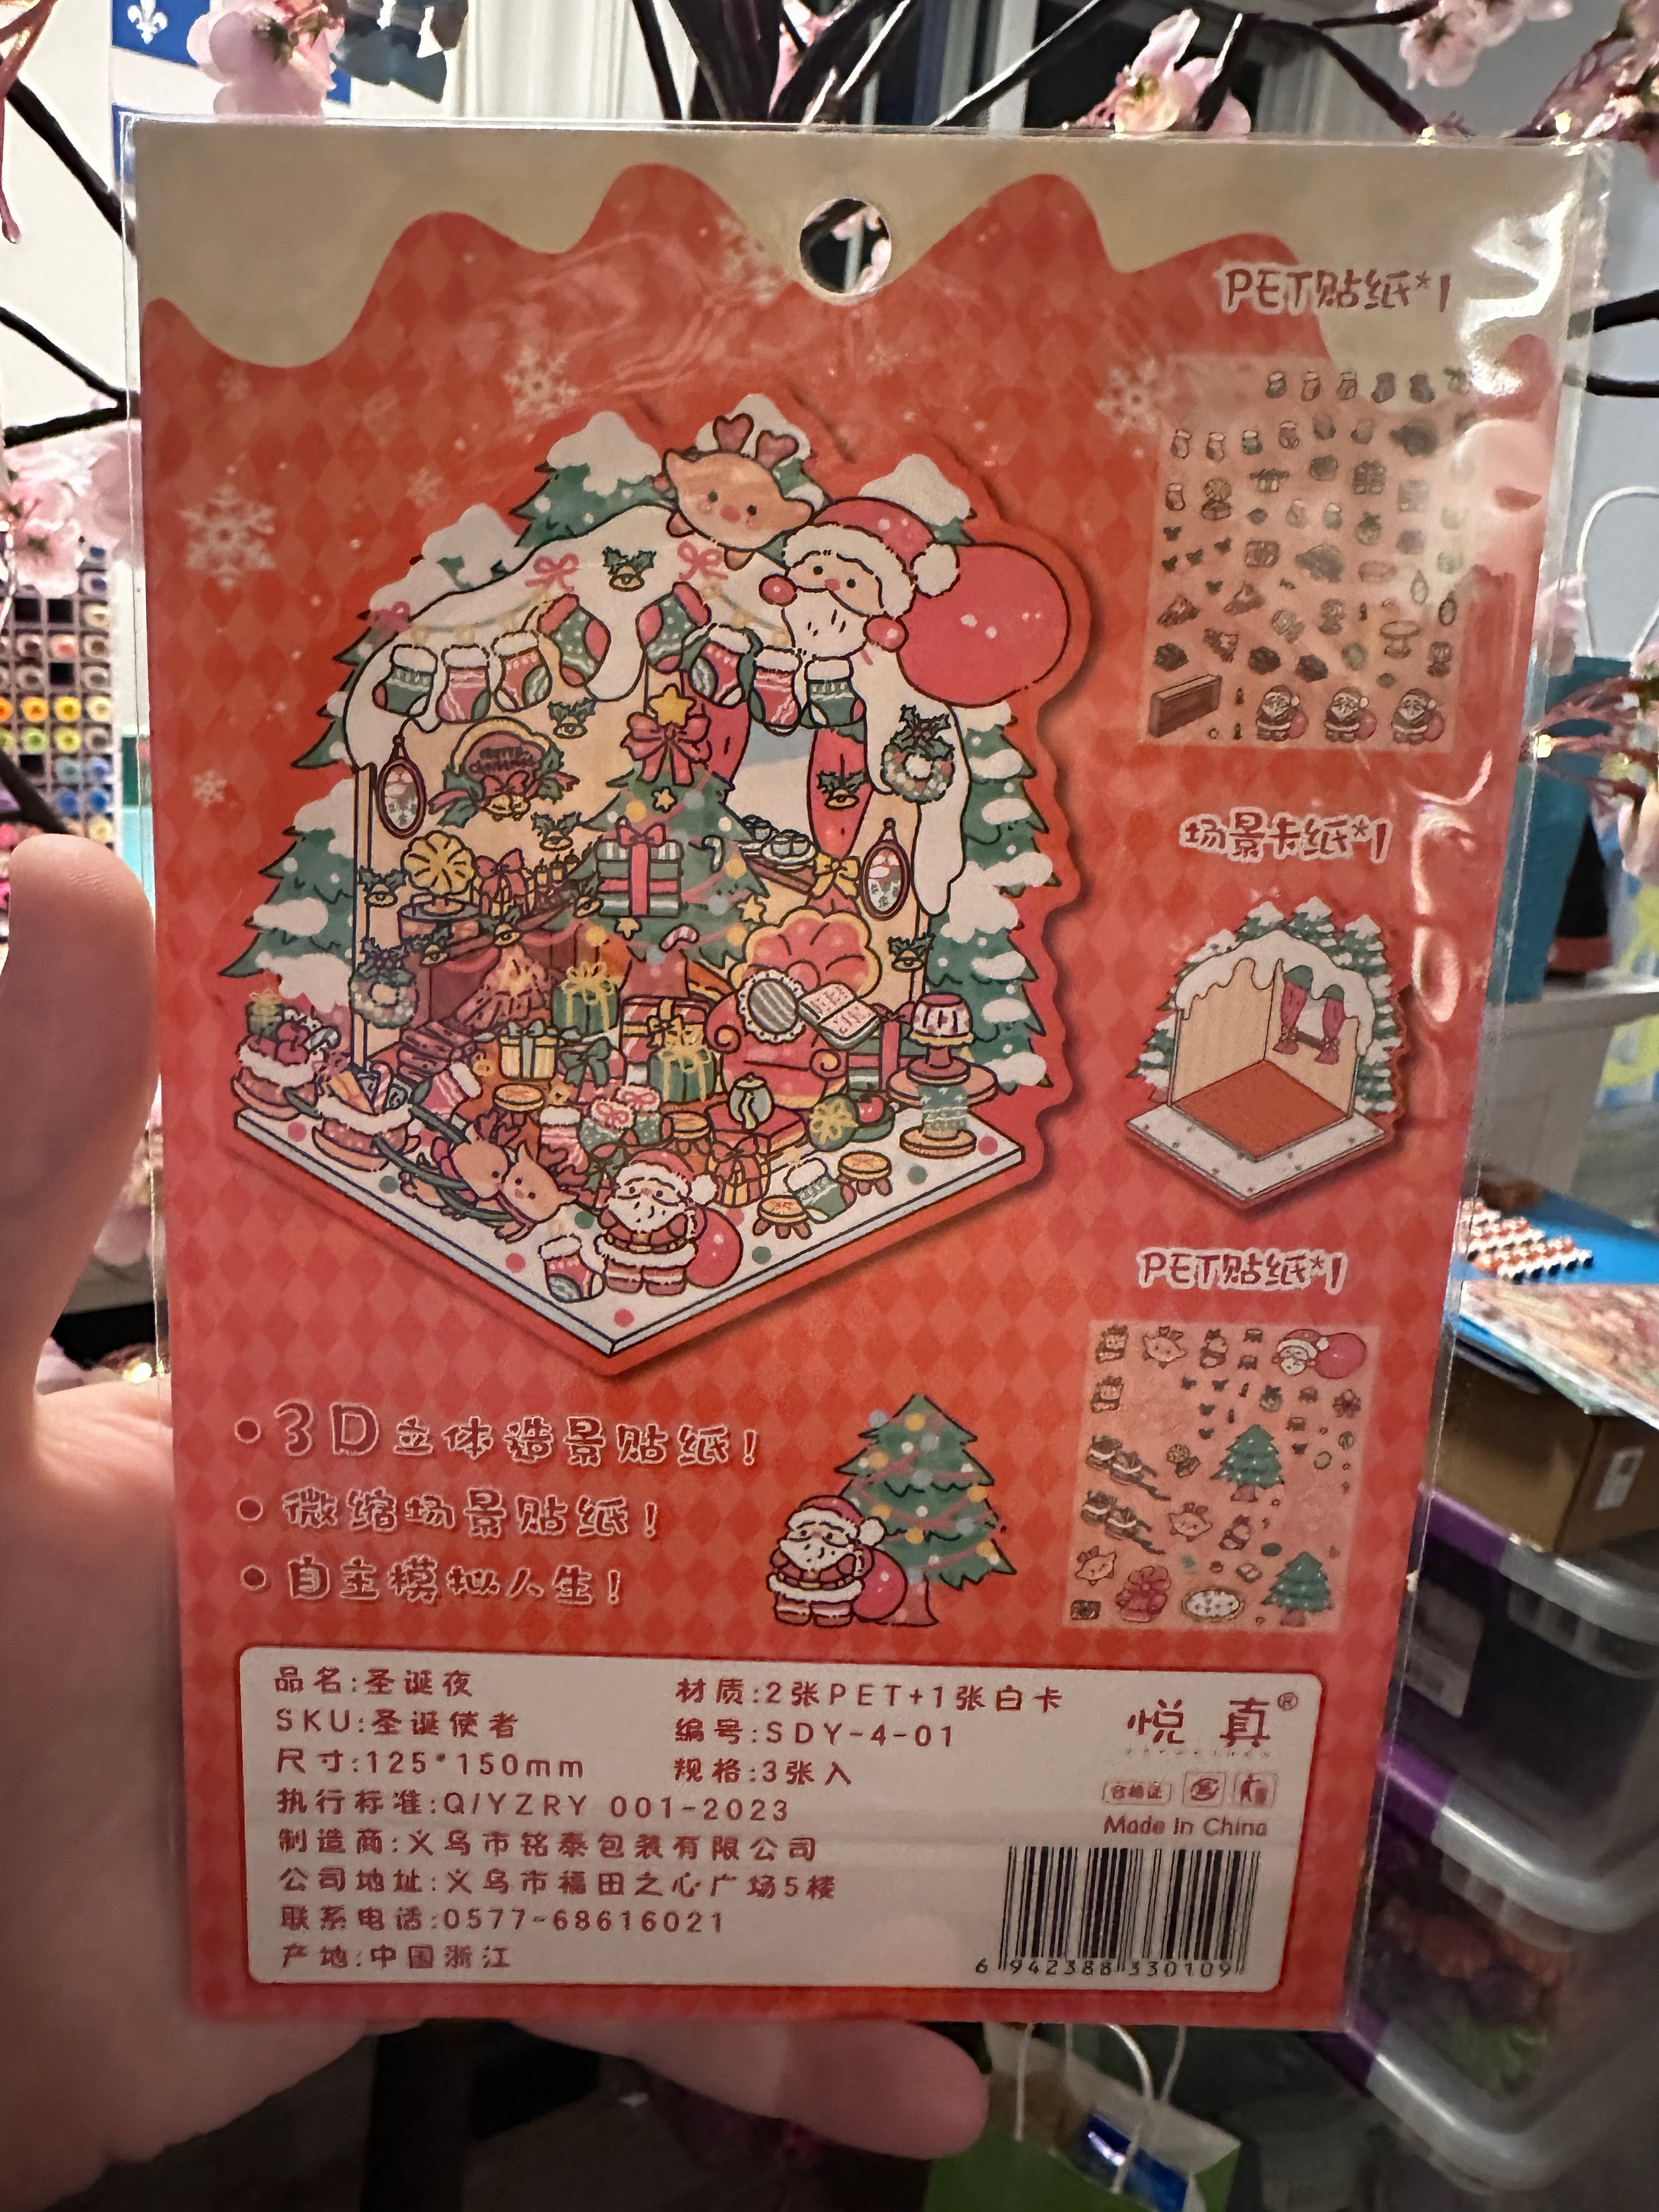 PET贴纸*1
场景卡纸*1
PET贴纸*1
•3D立体造景贴纸!
•微缩场景贴纸!
•自主模拟人生!
品名:圣诞夜
SKU:圣诞使者
尺寸:125*150mm
材质:2张PET+1张白卡
编号:SDY-4-01
规格:3张入
执行标准:Q/YZRY 001-2023
制造商:义乌市铭泰包装有限公司
公司地址:义乌市福田之心广场5楼
联系电话:0577-68616021
产地:中国浙江
悦真®
合格证
Made In China
6 942388 330109